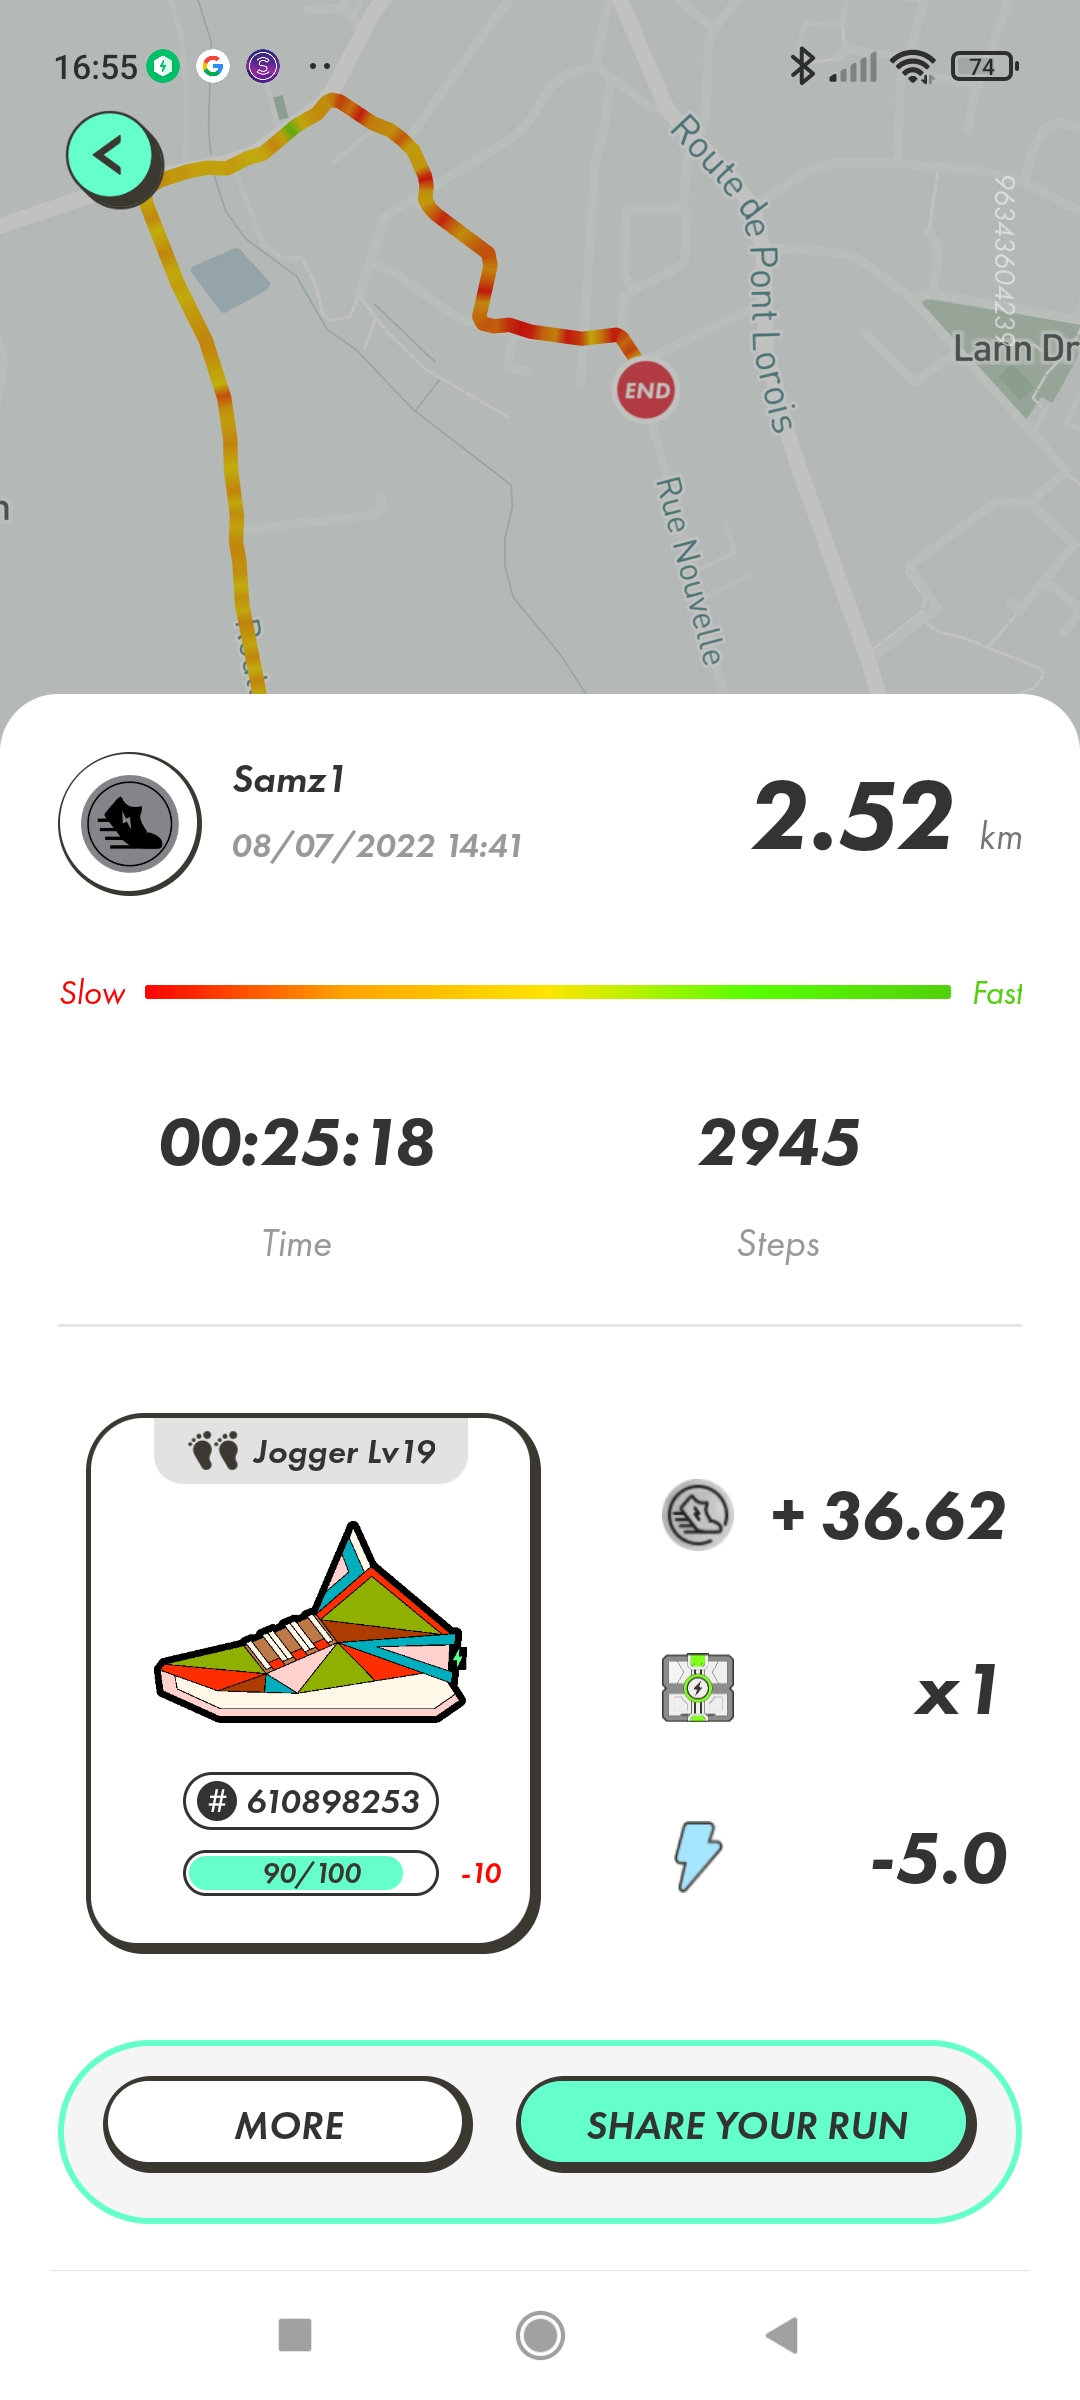 16:55
74
Route de Pont Lorois
96343604239
Lann Dr
END
Rue Nouvelle
n
Rout
Samz1
08/07/2022 14:41
2.52 km
Slow
Fast
00:25:18
2945
Time
Steps
Jogger Lv19
+ 36.62
x1
# 610898253
-5.0
90/100 -10
MORE
SHARE YOUR RUN